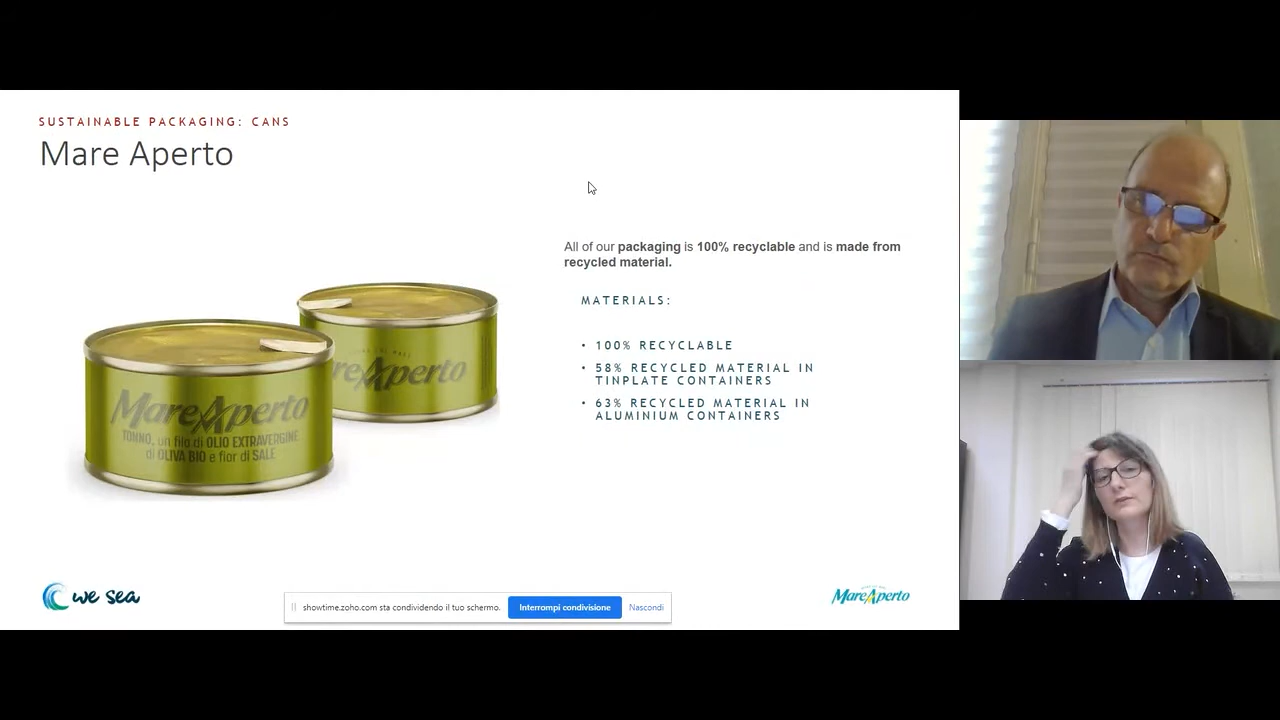 SUSTAINABLE PACKAGING: CANS
Mare Aperto
All of our packaging is 100% recyclable and is made from
recycled material.
MATERIALS:
• 100% RECYCLABLE
• 58% RECYCLED MATERIAL IN
TINPLATE CONTAINERS
• 63% RECYCLED MATERIAL IN
ALUMINIUM CONTAINERS
reAperto
MareAperto
TONNO, un filo di OLIO EXTRAVERGINE
di OLIVA BIO e fior di SALE
we sea
showtime.zoho.com sta condividendo il tuo schermo.
Interrompi condivisione
Nascondi
MareAperto